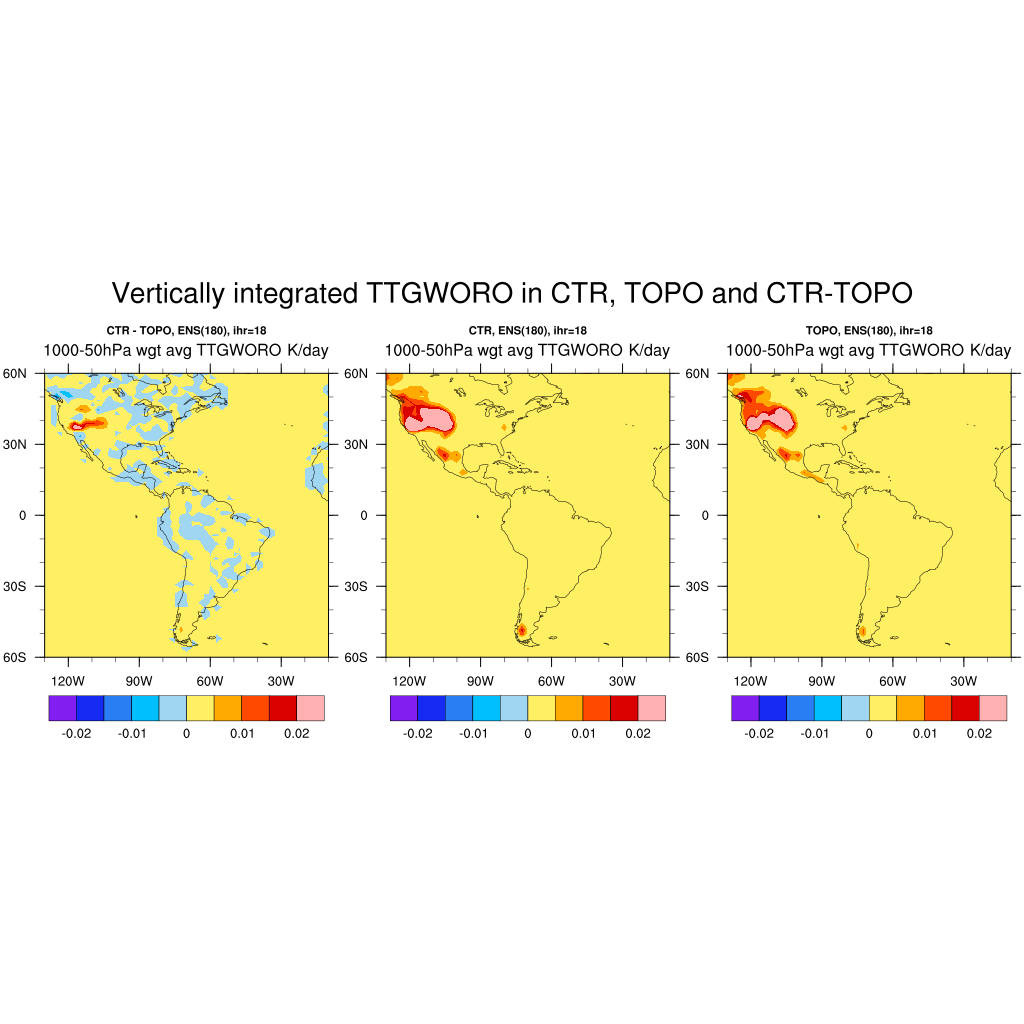 Vertically integrated TTGWORO in CTR, TOPO and CTR-TOPO
CTR - TOPO, ENS(180), ihr=18
1000-50hPa wgt avg TTGWORO K/day
60N
30N
0
30S
60S
120W 90W 60W 30W
-0.02 -0.01 0 0.01 0.02
CTR, ENS(180), ihr=18
1000-50hPa wgt avg TTGWORO K/day
60N
30N
0
30S
60S
120W 90W 60W 30W
-0.02 -0.01 0 0.01 0.02
TOPO, ENS(180), ihr=18
1000-50hPa wgt avg TTGWORO K/day
60N
30N
0
30S
60S
120W 90W 60W 30W
-0.02 -0.01 0 0.01 0.02